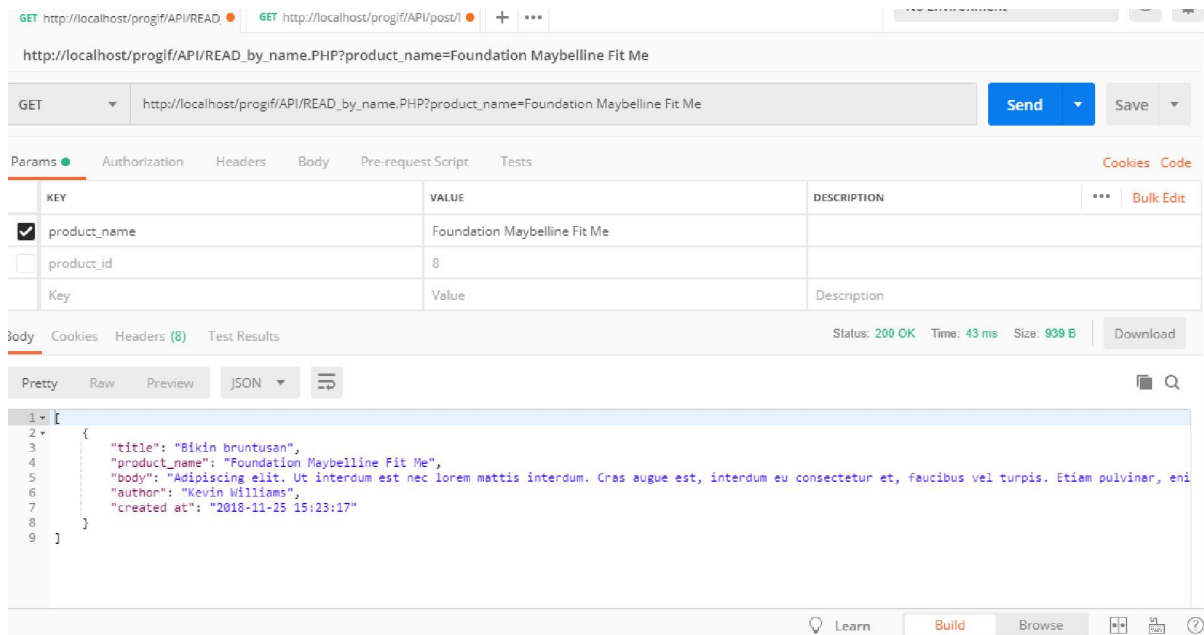 GET http://localhost/progif/API/READ_ GET http://localhost/progif/API/post/l + •••
http://localhost/progif/API/READ_by_name.PHP?product_name=Foundation Maybelline Fit Me
GET http://localhost/progif/API/READ_by_name.PHP?product_name=Foundation Maybelline Fit Me Send Save
Params Authorization Headers Body Pre-request Script Tests Cookies Code
KEY VALUE DESCRIPTION ••• Bulk Edit
product_name Foundation Maybelline Fit Me
product_id 8
Key Value Description
Body Cookies Headers (8) Test Results Status: 200 OK Time: 43 ms Size: 939 B Download
Pretty Raw Preview JSON
1 [
2 {
3 "title": "Bikin bruntusan",
4 "product_name": "Foundation Maybelline Fit Me",
5 "body": "Adipiscing elit. Ut interdum est nec lorem mattis interdum. Cras augue est, interdum eu consectetur et, faucibus vel turpis. Etiam pulvinar, eni
6 "author": "Kevin Williams",
7 "created at": "2018-11-25 15:23:17"
8 }
9 ]
Learn Build Browse